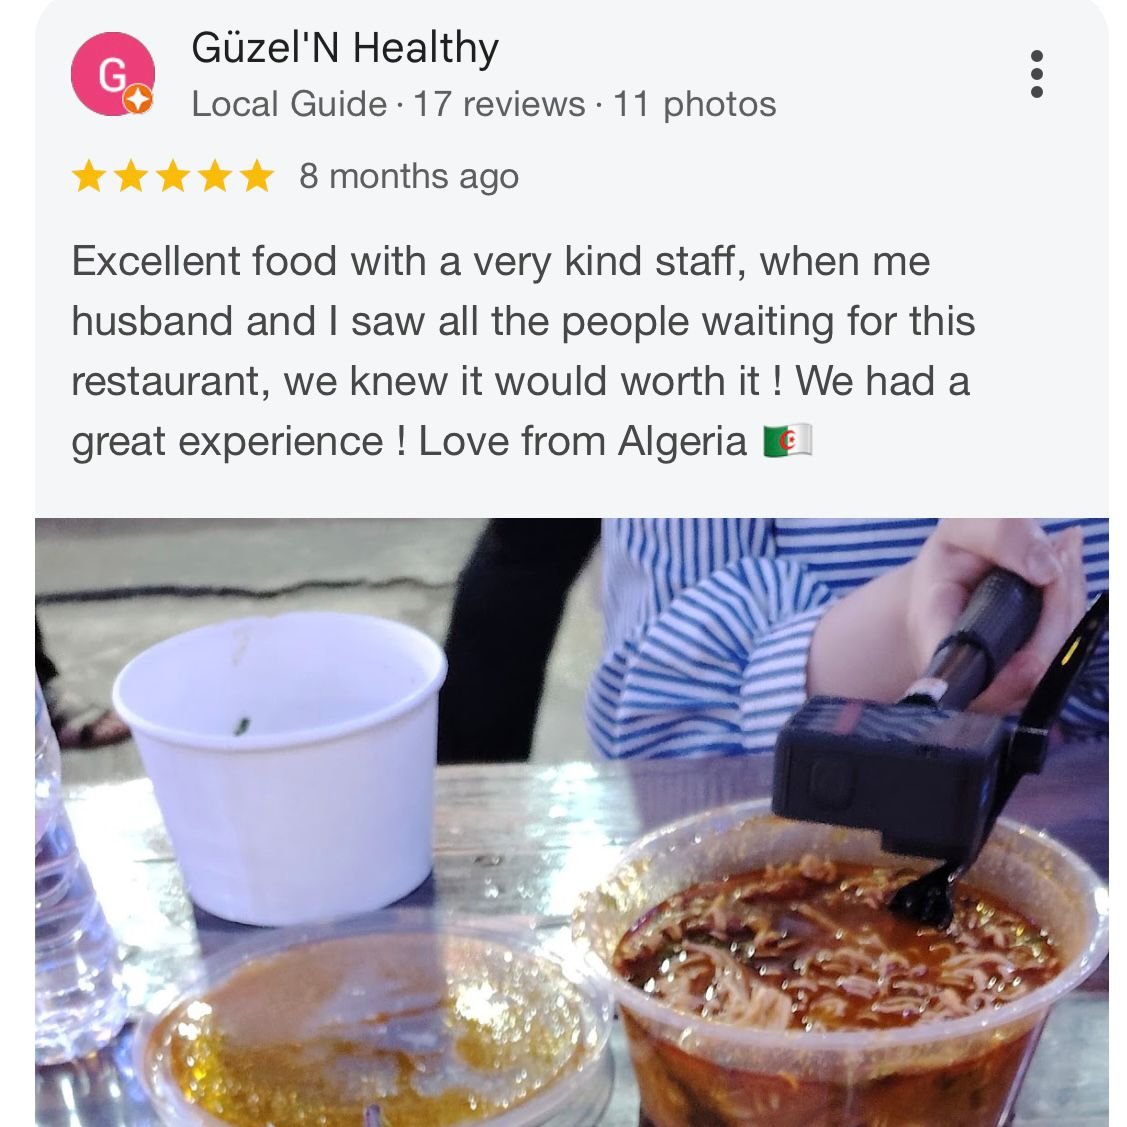 G
Güzel'N Healthy
Local Guide · 17 reviews · 11 photos
8 months ago
Excellent food with a very kind staff, when me
husband and I saw all the people waiting for this
restaurant, we knew it would worth it ! We had a
great experience ! Love from Algeria 🇩🇿